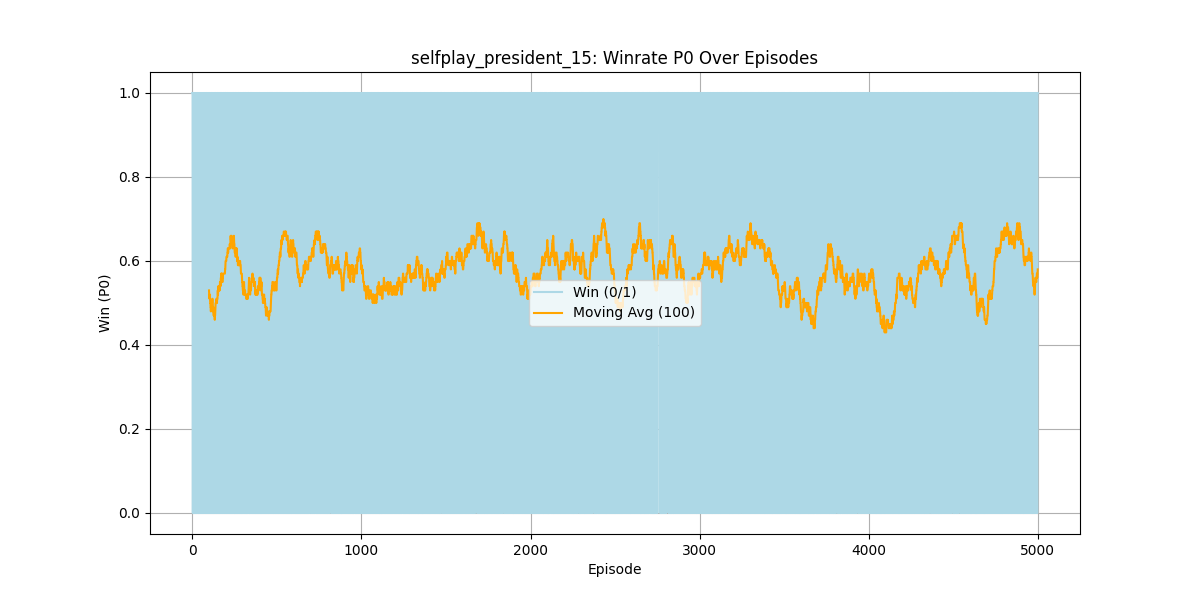 selfplay_president_15: Winrate P0 Over Episodes
Win (P0)
1.0
0.8
0.6
0.4
0.2
0.0
Win (0/1)
Moving Avg (100)
0 1000 2000 3000 4000 5000
Episode